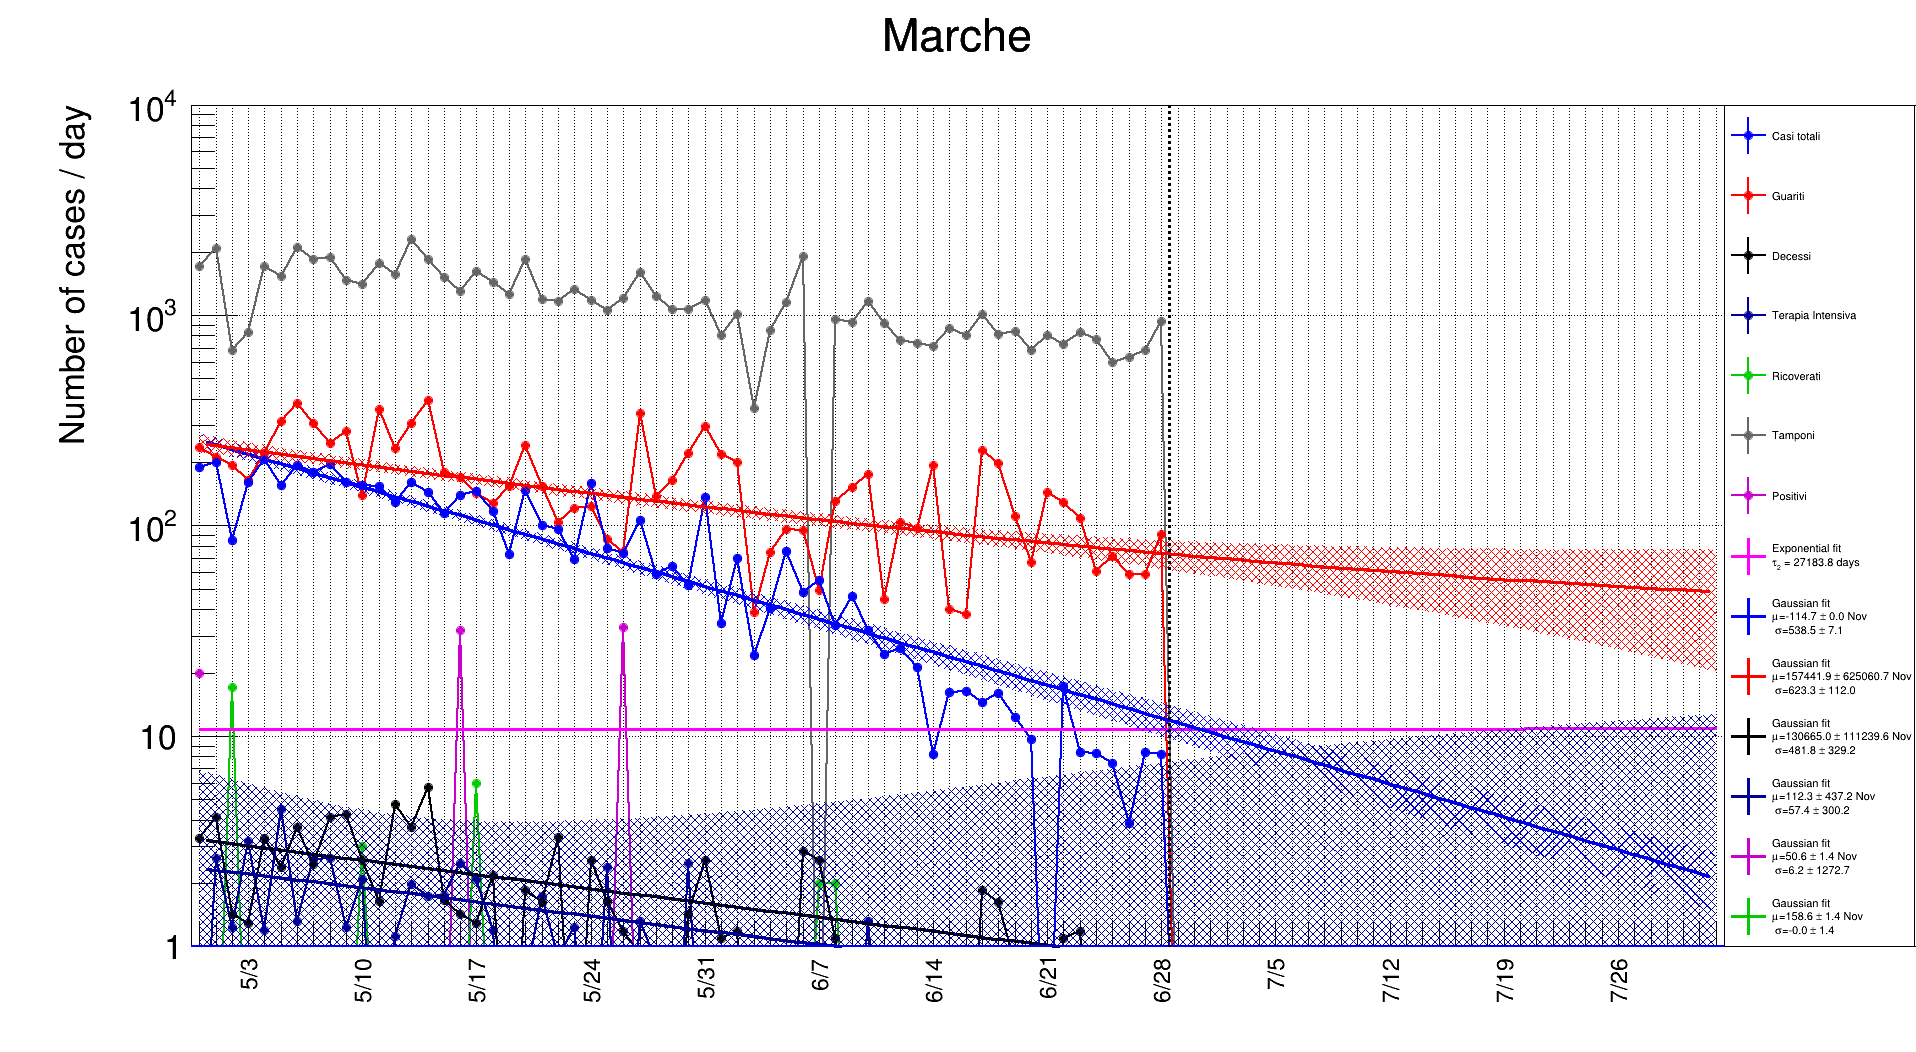 Marche
Number of cases / day
10⁴
10³
10²
10
1
5/3
5/10
5/17
5/24
5/31
6/7
6/14
6/21
6/28
7/5
7/12
7/19
7/26
Casi totali
Guariti
Decessi
Terapia Intensiva
Ricoverati
Tamponi
Positivi
Exponential fit
τ₂ = 27183.8 days
Gaussian fit
μ=-114.7 ± 0.0 Nov
σ=538.5 ± 7.1
Gaussian fit
μ=157441.9 ± 625060.7 Nov
σ=623.3 ± 112.0
Gaussian fit
μ=130665.0 ± 111239.6 Nov
σ=481.8 ± 329.2
Gaussian fit
μ=112.3 ± 437.2 Nov
σ=57.4 ± 300.2
Gaussian fit
μ=50.6 ± 1.4 Nov
σ=6.2 ± 1272.7
Gaussian fit
μ=158.6 ± 1.4 Nov
σ=-0.0 ± 1.4